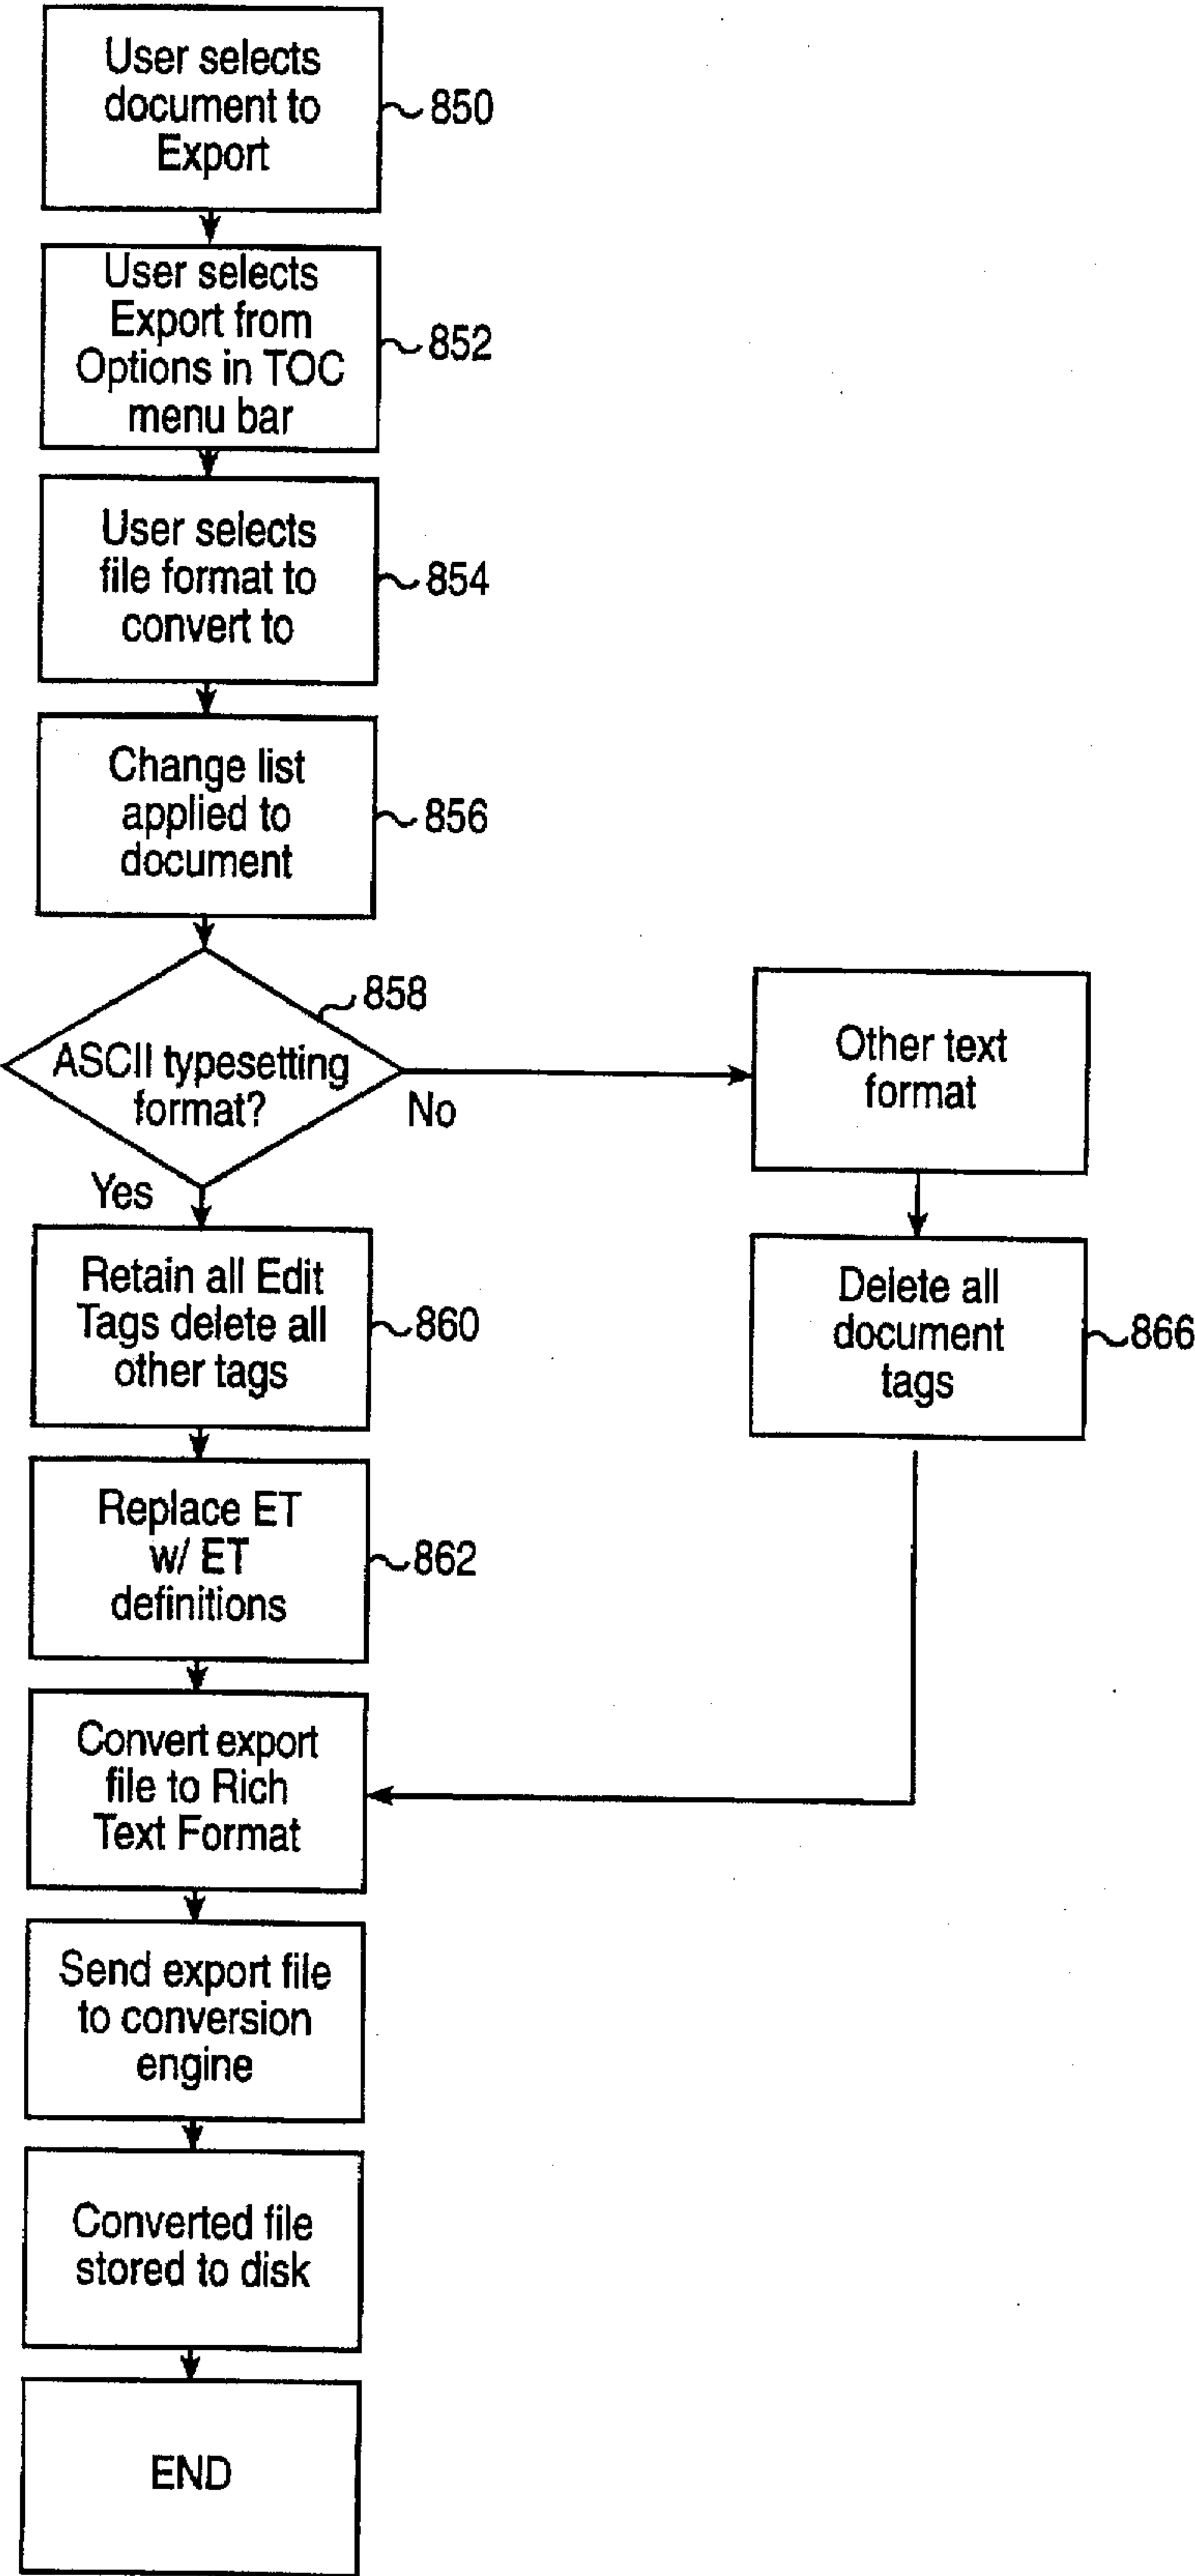 User selects
document to
Export
850
User selects
Export from
Options in TOC
menu bar
852
User selects
file format to
convert to
854
Change list
applied to
document
856
858
ASCII typesetting
format?
No
Yes
Other text
format
Retain all Edit
Tags delete all
other tags
860
Delete all
document
tags
866
Replace ET
w/ ET
definitions
862
Convert export
file to Rich
Text Format
Send export file
to conversion
engine
Converted file
stored to disk
END